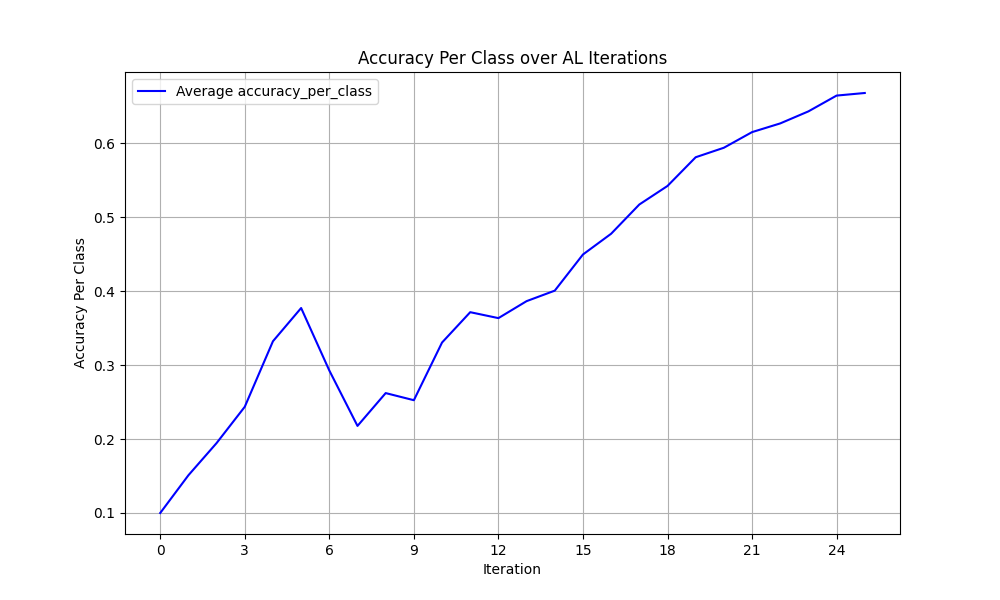 Accuracy Per Class over AL Iterations
Average accuracy_per_class
0.6
0.5
0.4
0.3
0.2
0.1
Accuracy Per Class
0 3 6 9 12 15 18 21 24
Iteration